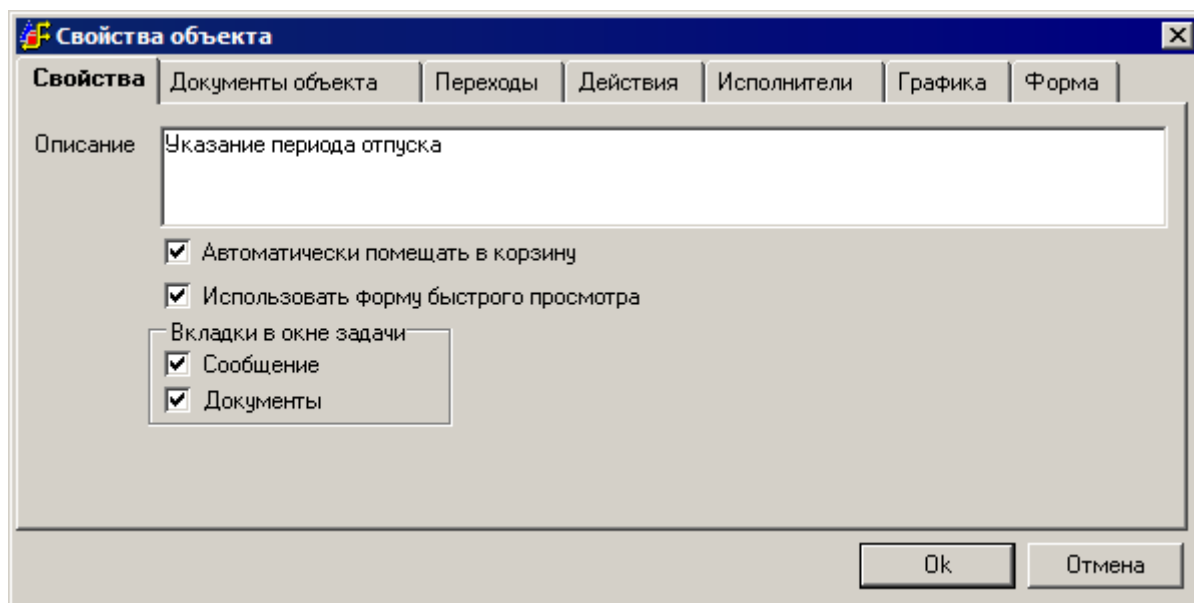 Свойства объекта
Свойства Документы объекта Переходы Действия Исполнители Графика Форма
Описание Указание периода отпуска
Автоматически помещать в корзину
Использовать форму быстрого просмотра
Вкладки в окне задачи
Сообщение
Документы
Ok Отмена